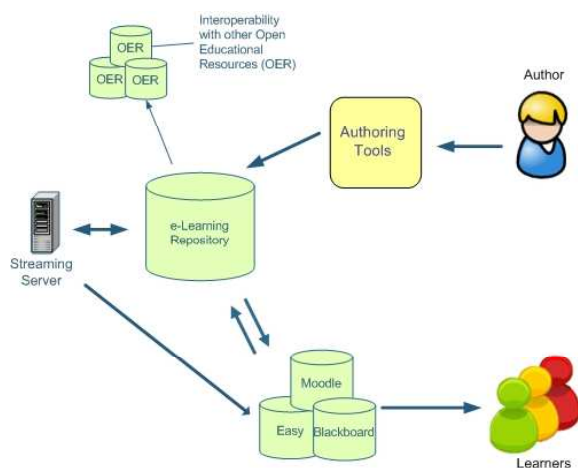 Interoperability
with other Open
Educational
Resources (OER)
OER
OER
OER
Author
Authoring
Tools
e-Learning
Repository
Streaming
Server
Moodle
Easy
Blackboard
Learners